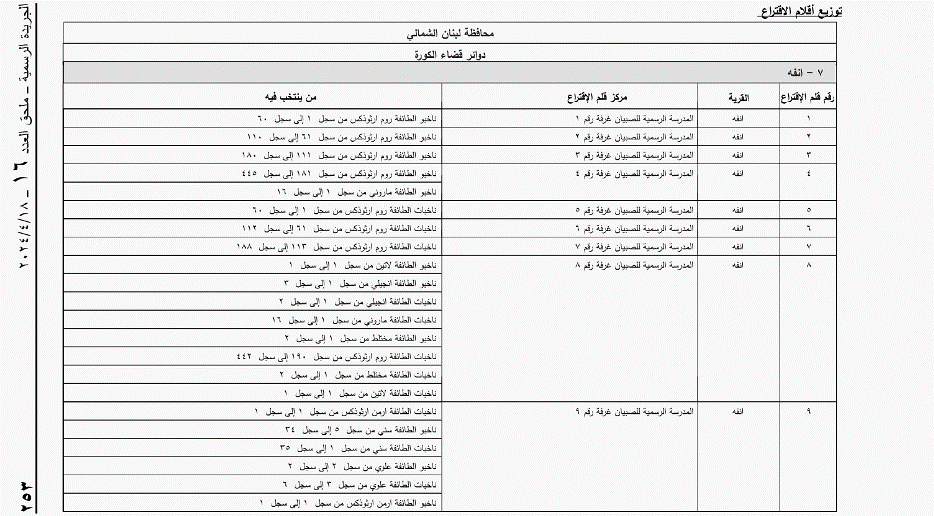 توزيع أقلام الاقتراع
محافظة لبنان الشمالي
دوائر قضاء الكورة
٧ - انفه
رقم قلم الإقتراع القرية مركز قلم الإقتراع من ينتخب فيه
١ انفه المدرسة الرسمية للصبيان غرفة رقم ١ ناخبو الطائفة روم ارثوذكس من سجل ١ إلى سجل ٦٠
٢ انفه المدرسة الرسمية للصبيان غرفة رقم ٢ ناخبو الطائفة روم ارثوذكس من سجل ٦١ إلى سجل ١١٠
٣ انفه المدرسة الرسمية للصبيان غرفة رقم ٣ ناخبو الطائفة روم ارثوذكس من سجل ١١١ إلى سجل ١٨٠
٤ انفه المدرسة الرسمية للصبيان غرفة رقم ٤ ناخبو الطائفة روم ارثوذكس من سجل ١٨١ إلى سجل ٤٤٥
ناخبو الطائفة ماروني من سجل ١ إلى سجل ١٦
٥ انفه المدرسة الرسمية للصبيان غرفة رقم ٥ ناخبات الطائفة روم ارثوذكس من سجل ١ إلى سجل ٦٠
٦ انفه المدرسة الرسمية للصبيان غرفة رقم ٦ ناخبات الطائفة روم ارثوذكس من سجل ٦١ إلى سجل ١١٢
٧ انفه المدرسة الرسمية للصبيان غرفة رقم ٧ ناخبات الطائفة روم ارثوذكس من سجل ١١٣ إلى سجل ١٨٨
٨ انفه المدرسة الرسمية للصبيان غرفة رقم ٨ ناخبو الطائفة لاتين من سجل ١ إلى سجل ١
ناخبو الطائفة انجيلي من سجل ١ إلى سجل ٣
ناخبات الطائفة انجيلي من سجل ١ إلى سجل ٢
ناخبات الطائفة ماروني من سجل ١ إلى سجل ١٦
ناخبو الطائفة مختلط من سجل ١ إلى سجل ٢
ناخبات الطائفة روم ارثوذكس من سجل ١٩٠ إلى سجل ٤٤٢
ناخبات الطائفة مختلط من سجل ١ إلى سجل ٢
ناخبات الطائفة لاتين من سجل ١ إلى سجل ١
٩ انفه المدرسة الرسمية للصبيان غرفة رقم ٩ ناخبات الطائفة ارمن ارثوذكس من سجل ١ إلى سجل ١
ناخبو الطائفة سني من سجل ٥ إلى سجل ٣٤
ناخبات الطائفة سني من سجل ١ إلى سجل ٣٥
ناخبو الطائفة علوي من سجل ٢ إلى سجل ٢
ناخبات الطائفة علوي من سجل ٣ إلى سجل ٦
ناخبو الطائفة ارمن ارثوذكس من سجل ١ إلى سجل ١
الجريدة الرسمية – ملحق العدد ١٦ – ٢٠٢٤/٤/١٨
٢٥٣